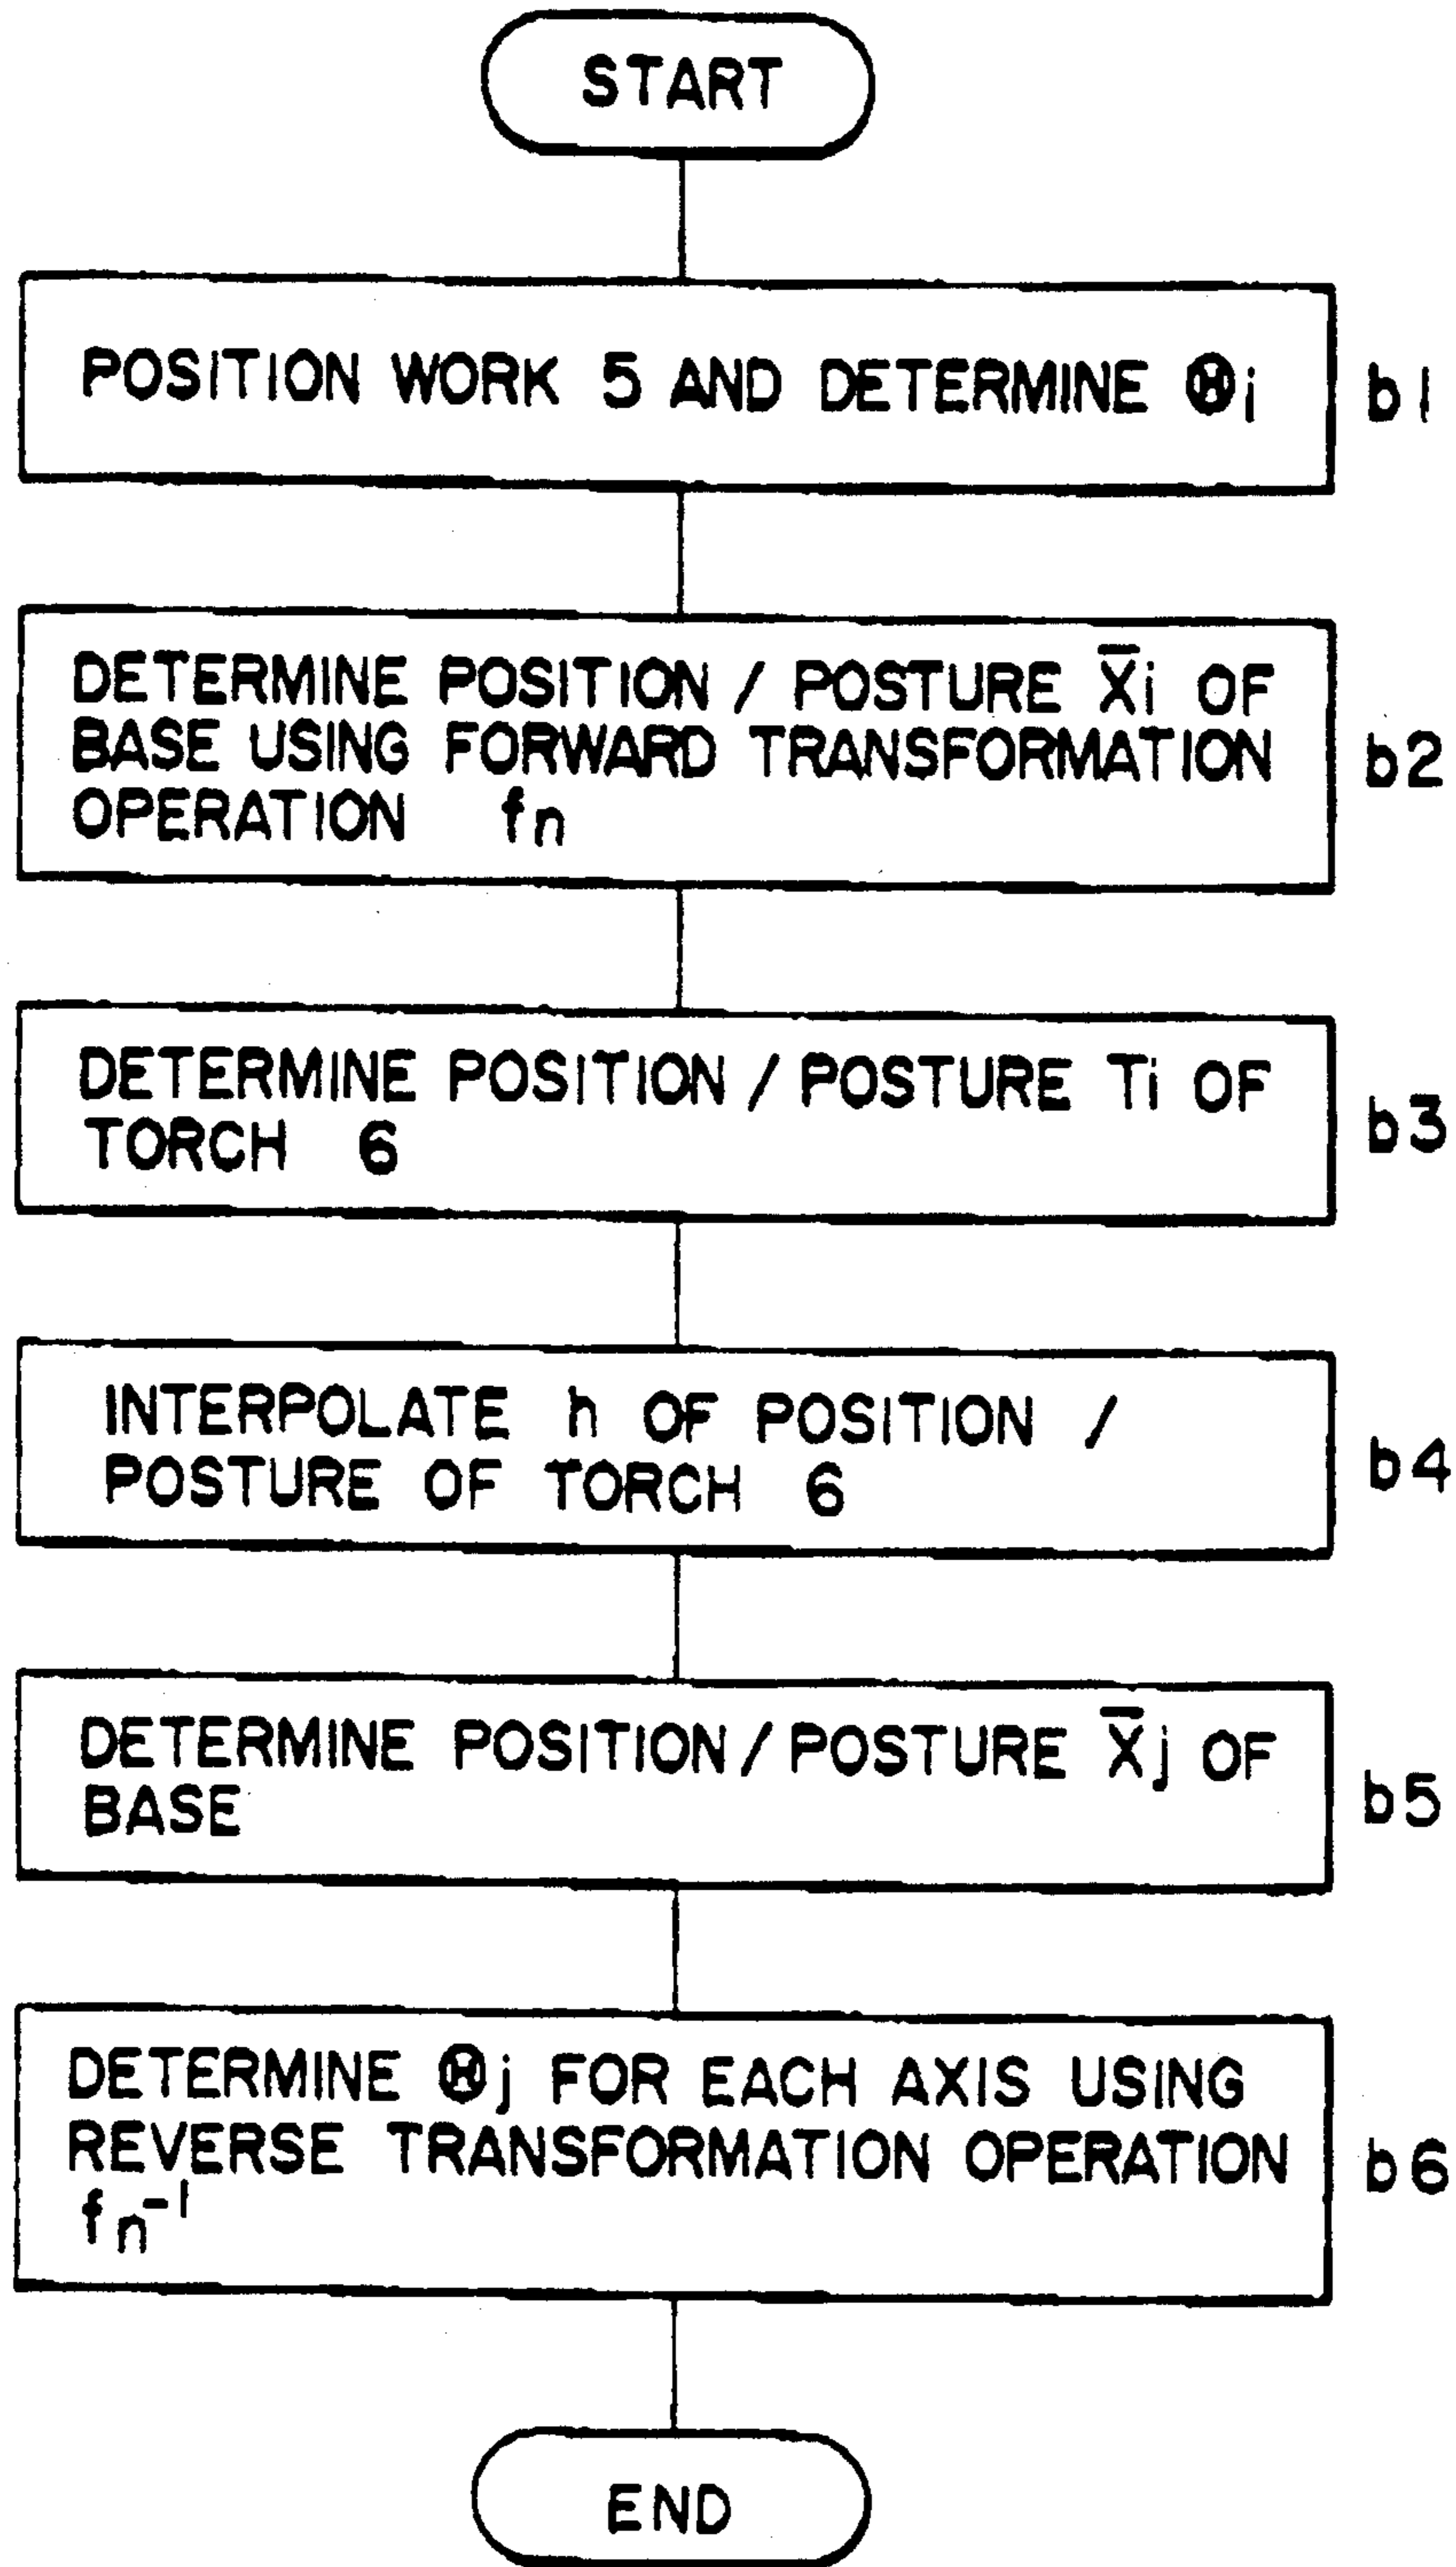 START
POSITION WORK 5 AND DETERMINE Θi
b1
DETERMINE POSITION / POSTURE X̄i OF
BASE USING FORWARD TRANSFORMATION
OPERATION fn
b2
DETERMINE POSITION / POSTURE Ti OF
TORCH 6
b3
INTERPOLATE h OF POSITION /
POSTURE OF TORCH 6
b4
DETERMINE POSITION / POSTURE X̄j OF
BASE
b5
DETERMINE Θj FOR EACH AXIS USING
REVERSE TRANSFORMATION OPERATION
fn⁻¹
b6
END